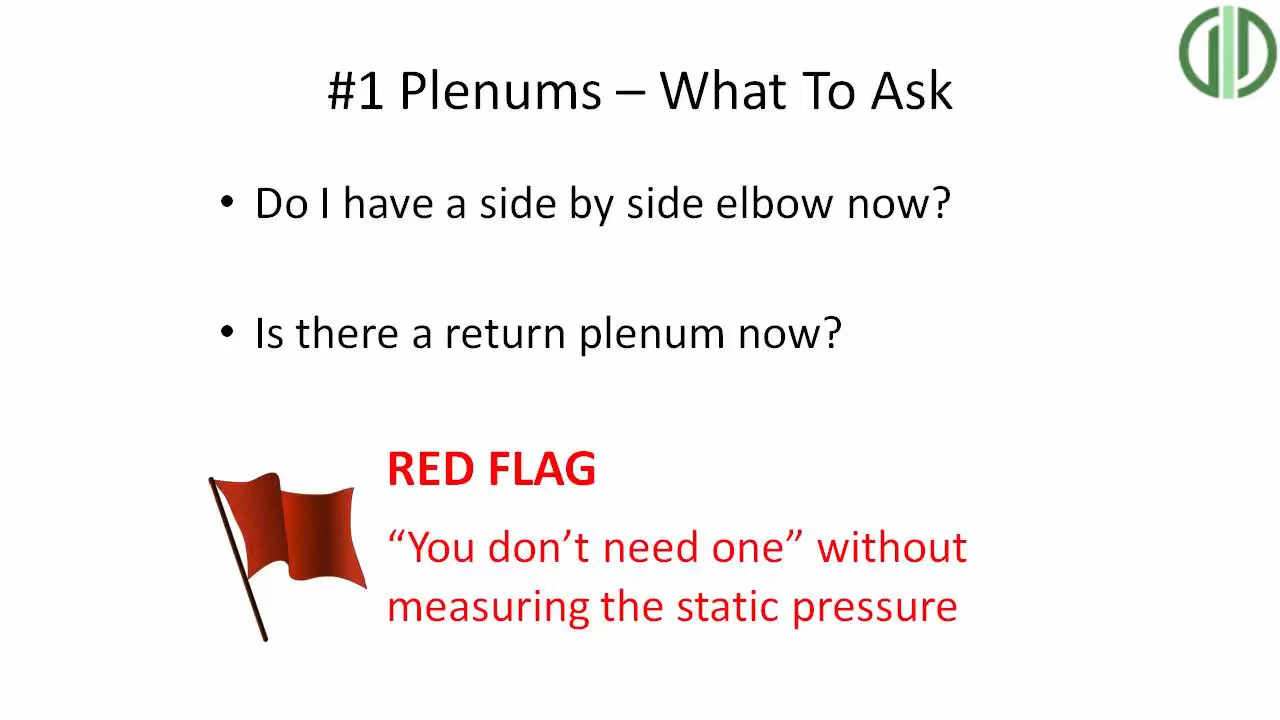 #1 Plenums – What To Ask
• Do I have a side by side elbow now?
• Is there a return plenum now?
RED FLAG
“You don’t need one” without
measuring the static pressure